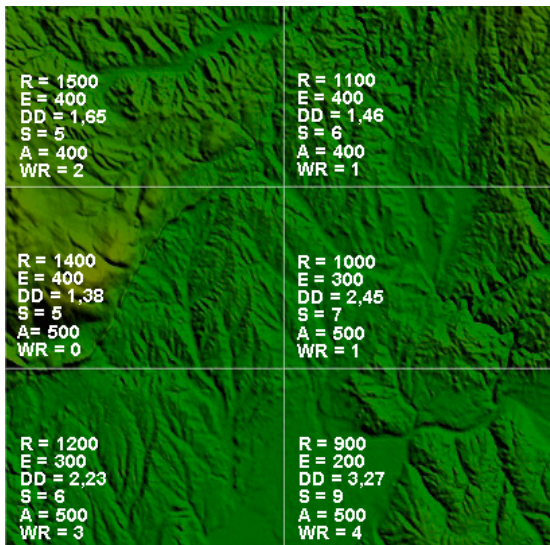 R = 1500
E = 400
DD = 1,65
S = 5
A = 400
WR = 2
R = 1100
E = 400
DD = 1,46
S = 6
A = 400
WR = 1
R = 1400
E = 400
DD = 1,38
S = 5
A= 500
WR = 0
R = 1000
E = 300
DD = 2,45
S = 7
A = 500
WR = 1
R = 1200
E = 300
DD = 2,23
S = 6
A = 500
WR = 3
R = 900
E = 200
DD = 3,27
S = 9
A = 500
WR = 4